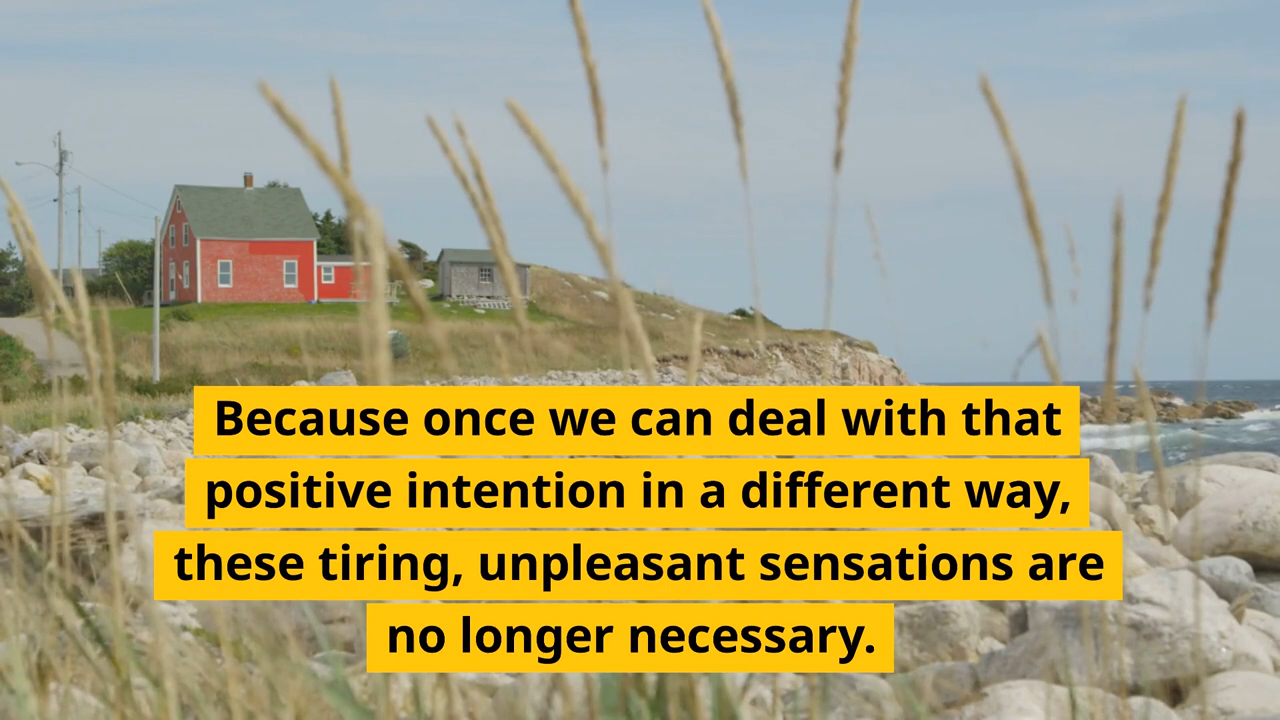 Because once we can deal with that
positive intention in a different way,
these tiring, unpleasant sensations are
no longer necessary.